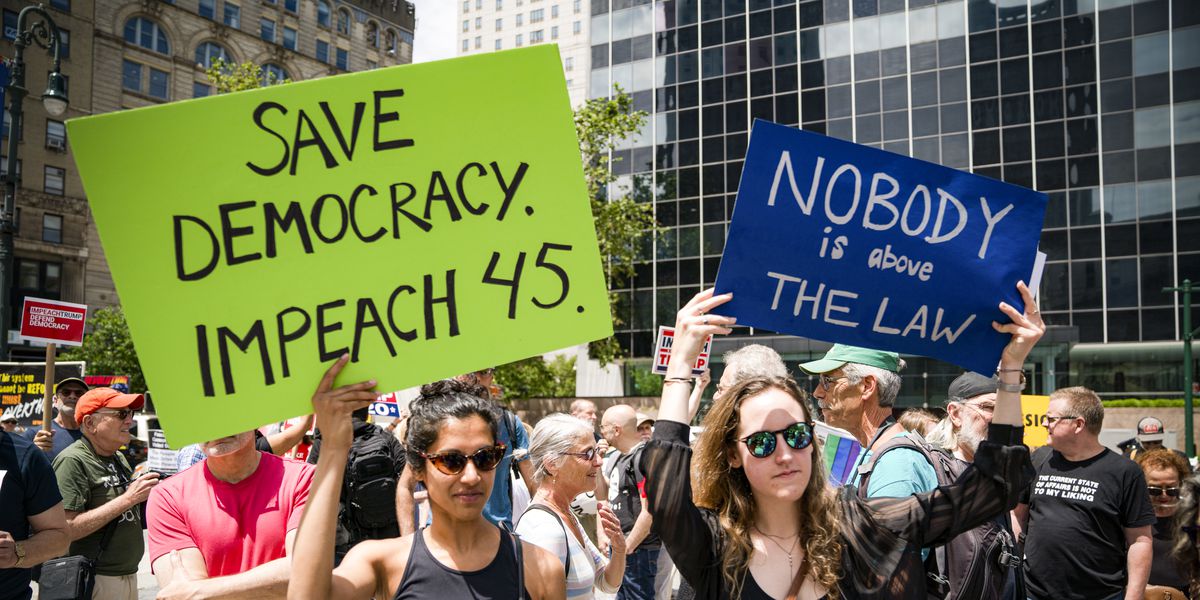 SAVE
DEMOCRACY.
IMPEACH 45.
NOBODY
is above
THE LAW
IMPEACHTRUMP
DEFEND
DEMOCRACY
THE CURRENT STATE
OF AFFAIRS IS NOT
TO MY LIKING